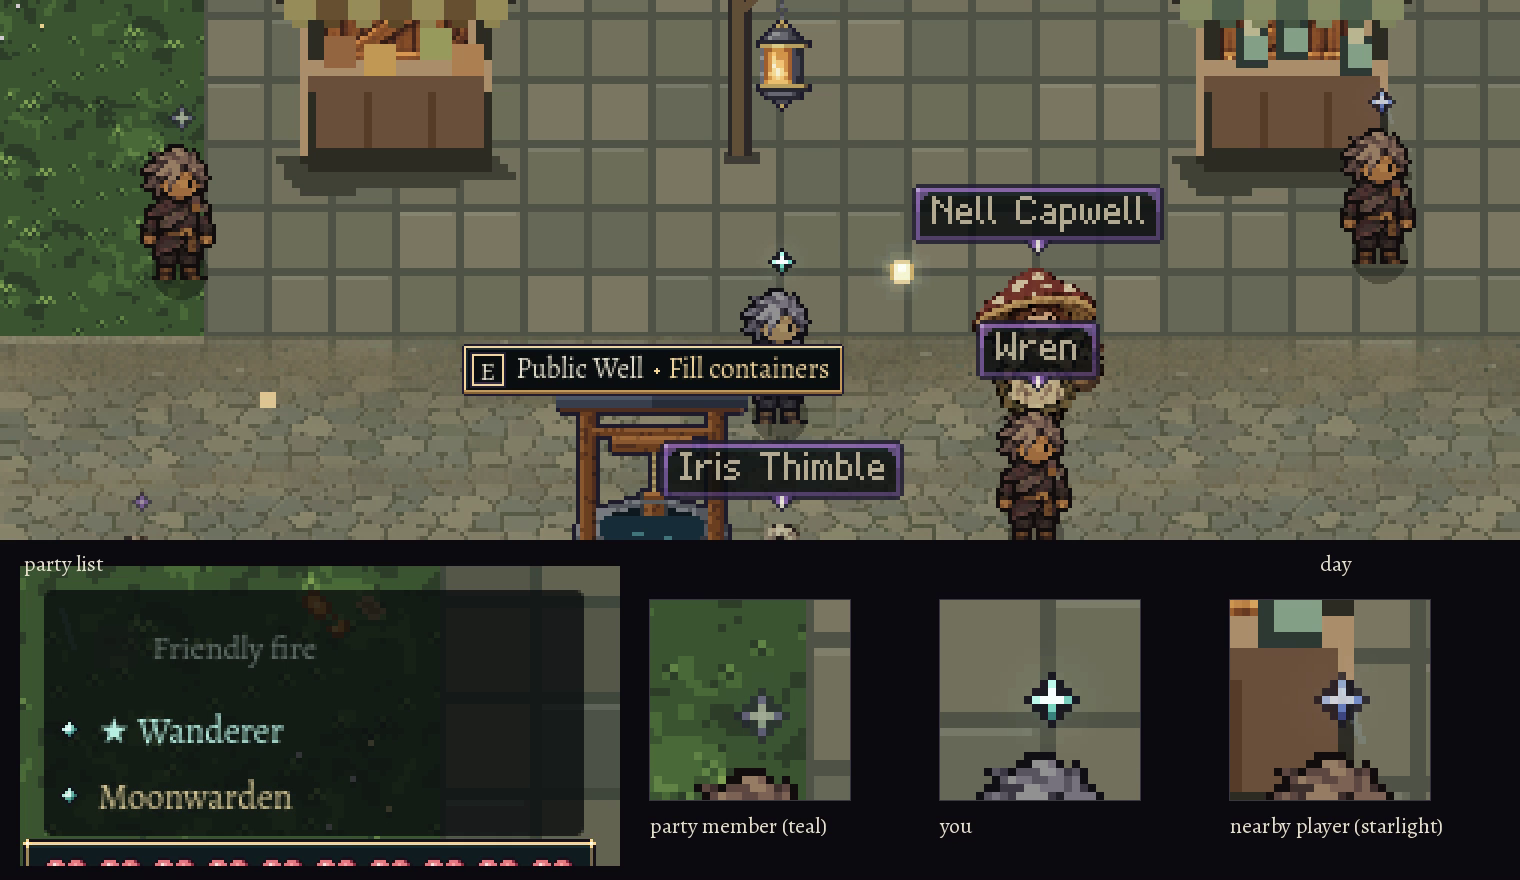 Nell Capwell
Wren
E Public Well • Fill containers
Iris Thimble
party list
day
Friendly fire
★ Wanderer
Moonwarden
party member (teal)
you
nearby player (starlight)